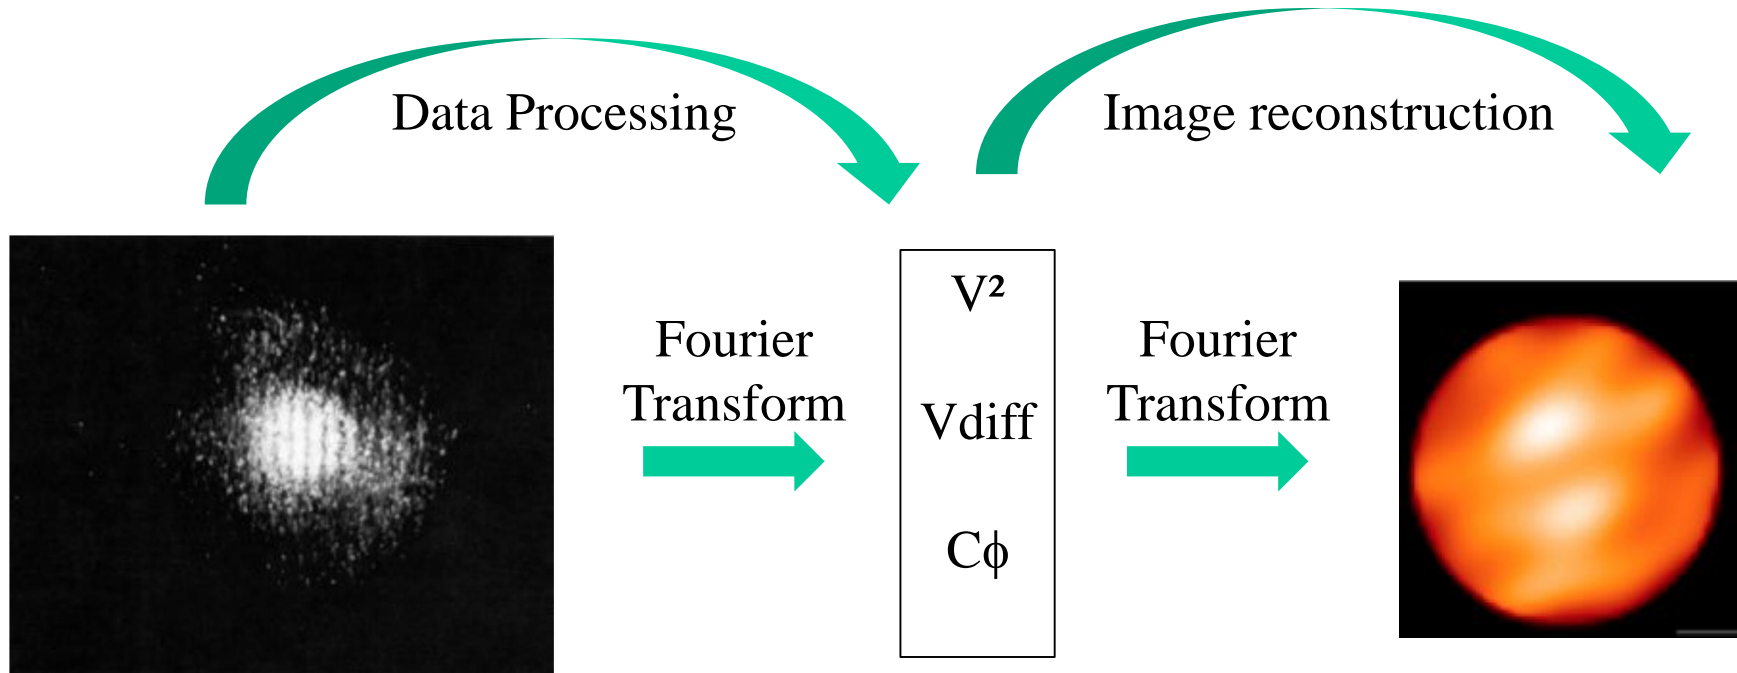 Data Processing
Image reconstruction
Fourier
Transform
V²
Vdiff
Cϕ
Fourier
Transform